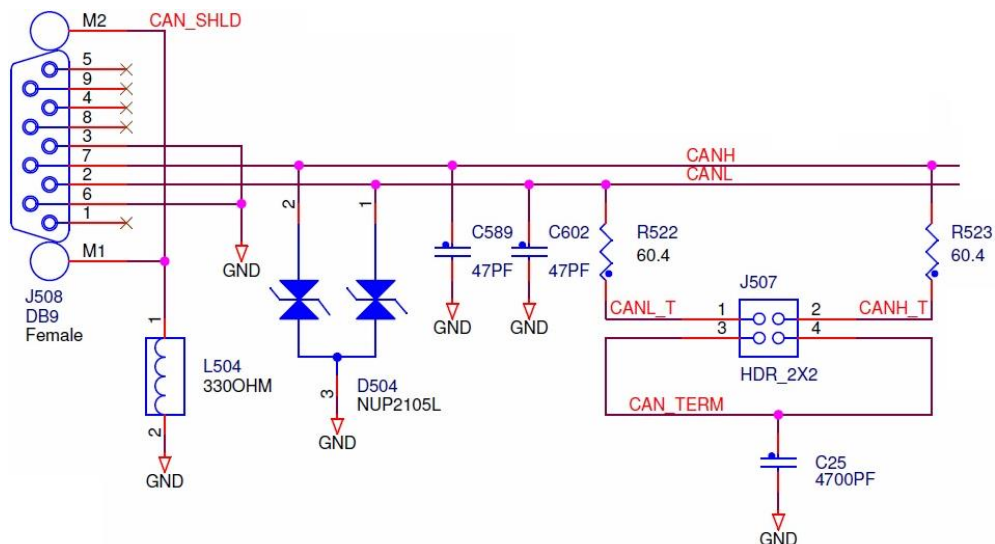 M2 CAN_SHLD
5
9
4
8
3
7 CANH
2 CANL
6
1
M1
J508
DB9
Female
GND
2 1
C589
47PF
C602
47PF
R522
60.4
R523
60.4
GND GND
J507
CANL_T 1 2 CANH_T
3 4
HDR_2X2
1
L504
330OHM
2
GND
D504
NUP2105L
3
GND
CAN_TERM
C25
4700PF
GND